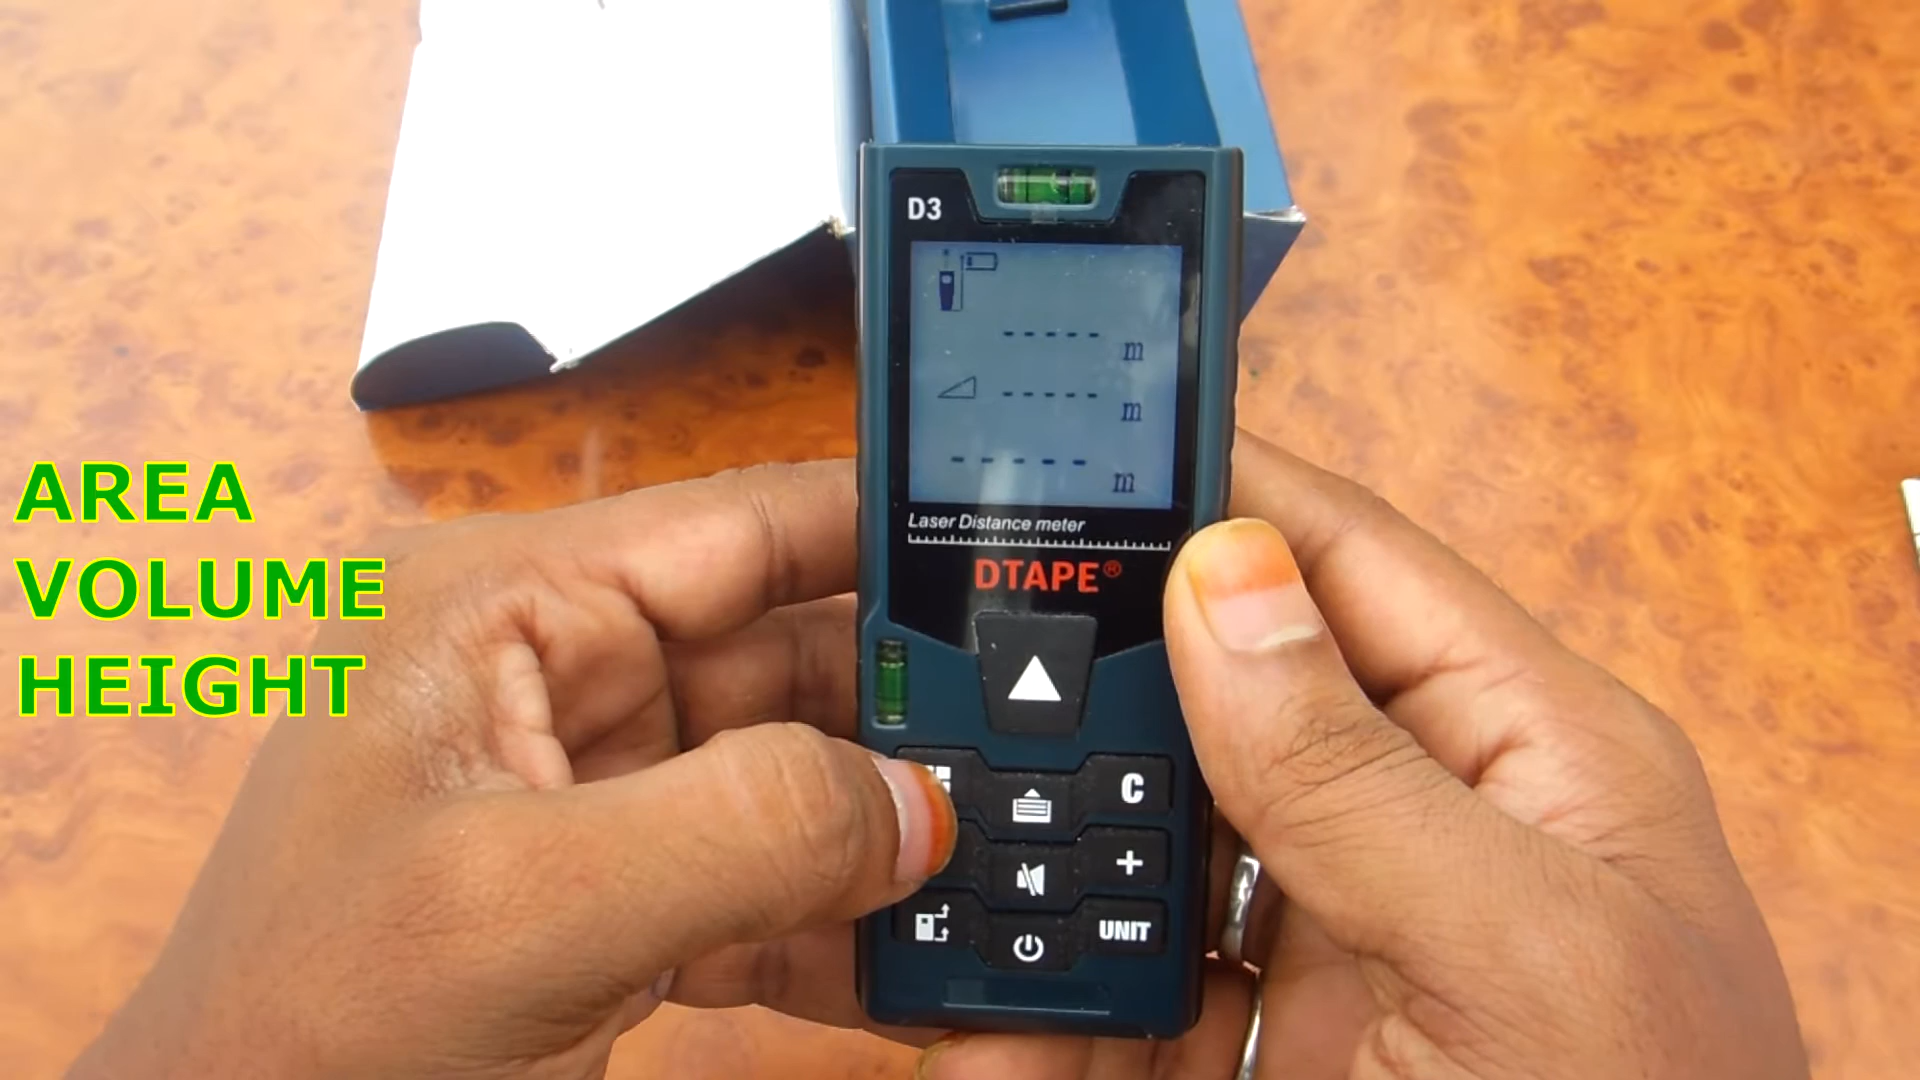 D3
----- m
----- m
----- m
Laser Distance meter
DTAPE®
C
+
UNIT
AREA
VOLUME
HEIGHT